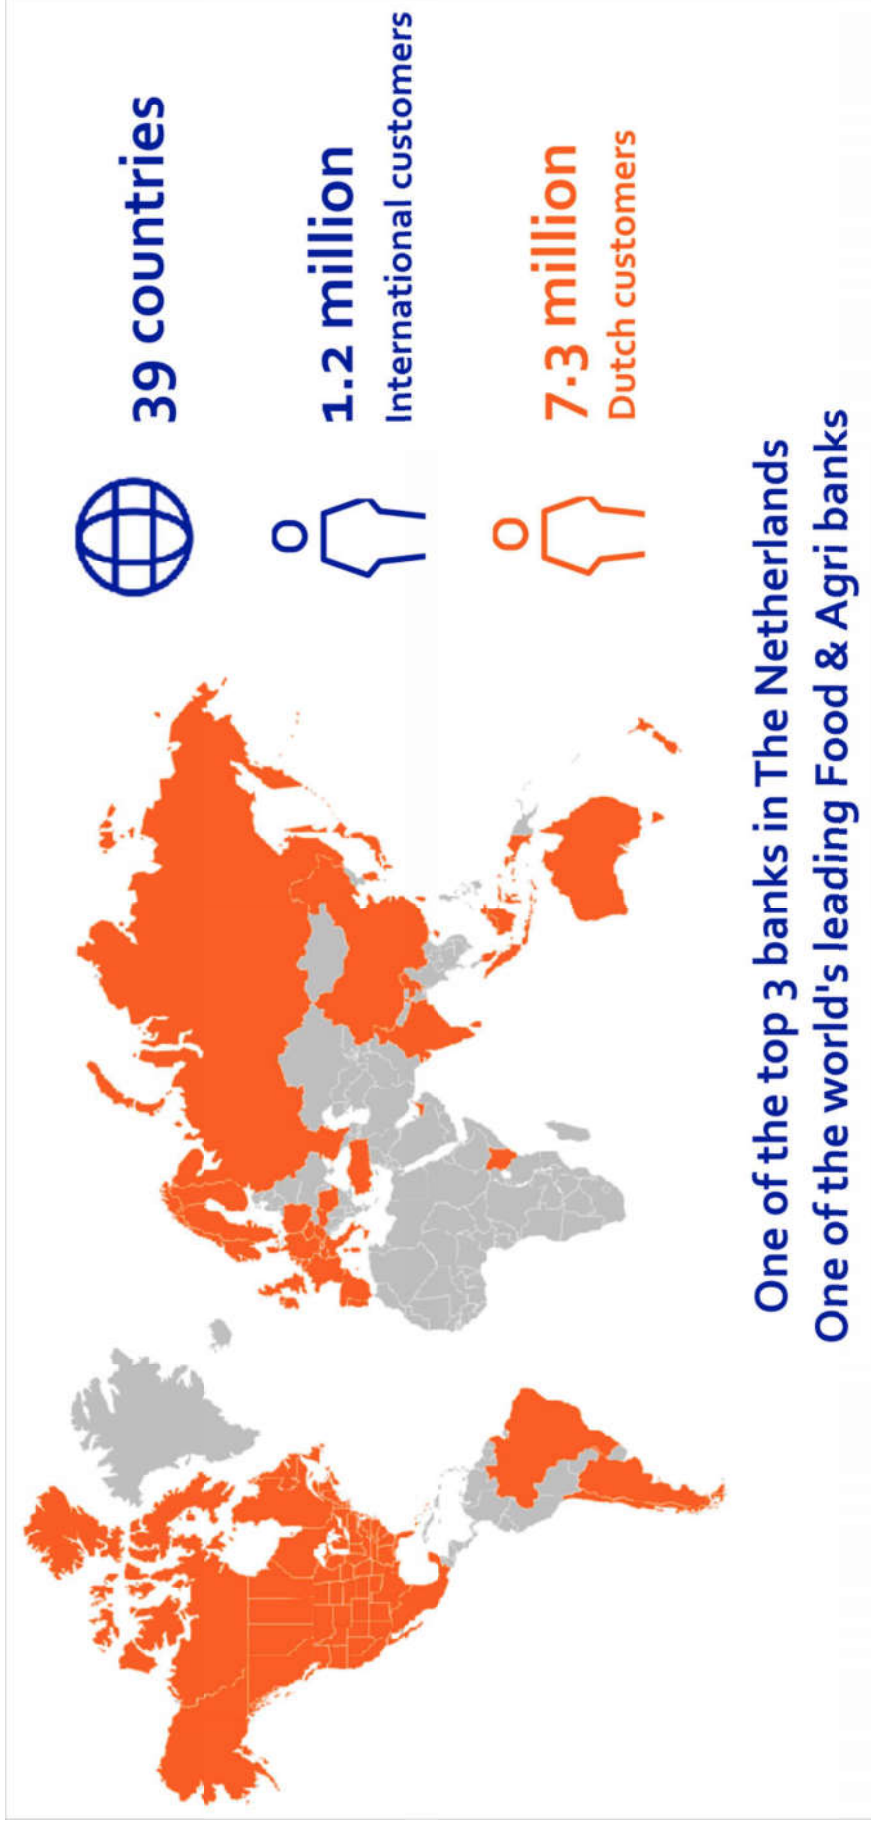 39 countries
1.2 million
International customers
7.3 million
Dutch customers
One of the top 3 banks in The Netherlands
One of the world's leading Food & Agri banks